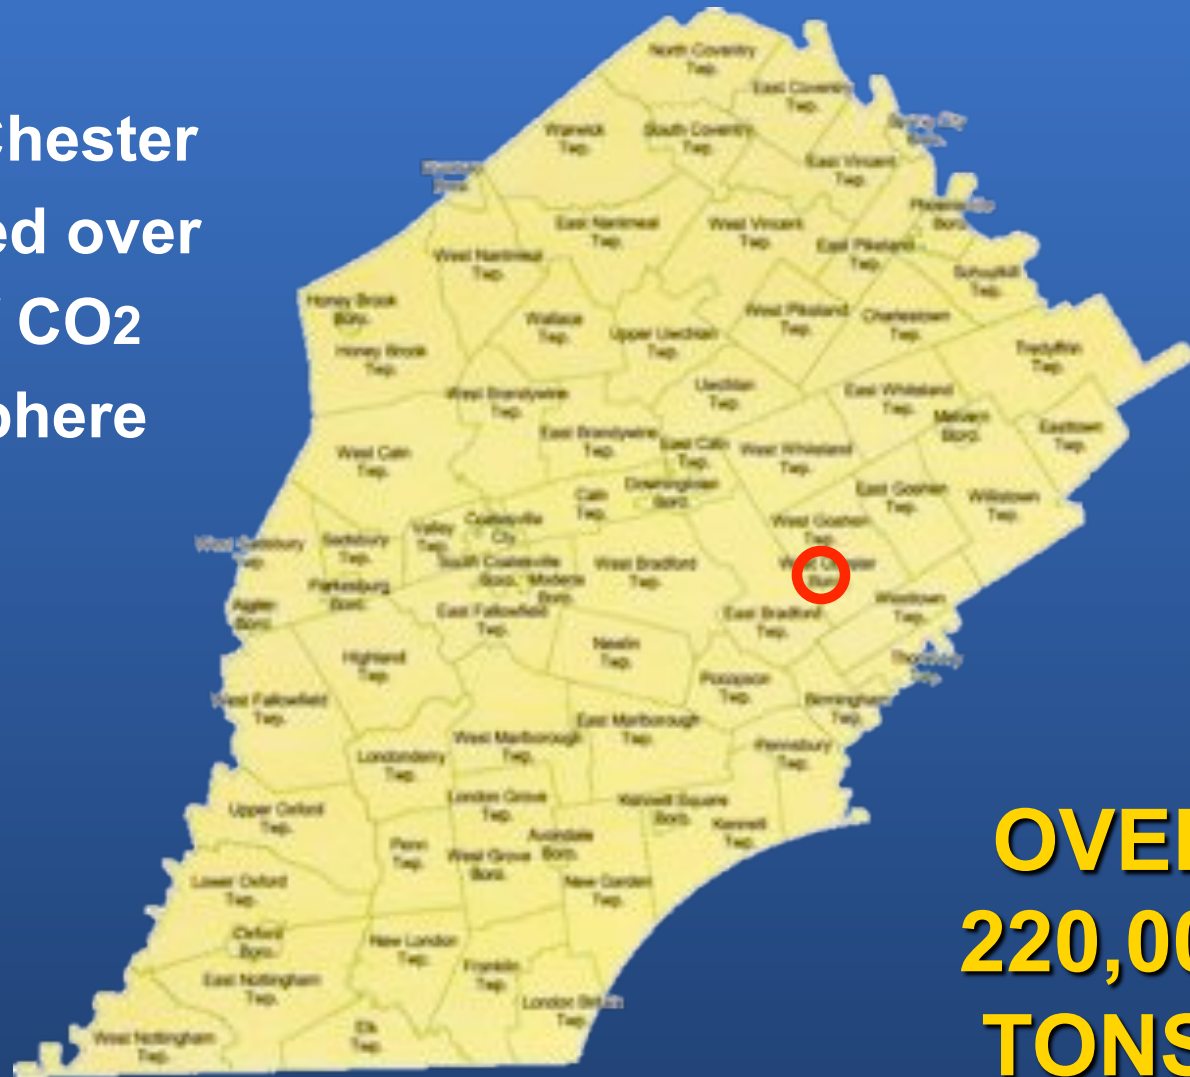 Chester
ed over
CO2
phere
North Coventry
Twp.
East Coventry
Twp.
Warwick
Twp.
South Coventry
Twp.
East Vincent
Twp.
East Nantmeal
Twp.
West Vincent
Twp.
East Pikeland
Twp.
Boro.
West Nantmeal
Twp.
Schuylkill
Twp.
Honey Brook
Boro.
Wallace
Twp.
West Pikeland
Twp.
Charlestown
Twp.
Upper Uwchlan
Twp.
Honey Brook
Twp.
Tredyffrin
Twp.
Uwchlan
Twp.
East Whiteland
Twp.
West Brandywine
Twp.
Malvern
Boro.
Easttown
Twp.
East Brandywine
Twp.
East Caln
Twp.
West Whiteland
Twp.
West Caln
Twp.
Downingtown
Boro.
East Goshen
Twp.
Willistown
Twp.
Caln
Twp.
Coatesville
City
Valley
Twp.
West Goshen
Twp.
Sadsbury
Twp.
West Sadsbury
Twp.
South Coatesville
Boro.
Modena
Boro.
West Bradford
Twp.
Parkesburg
Boro.
Westtown
Twp.
Atglen
Boro.
East Fallowfield
Twp.
East Bradford
Twp.
Highland
Twp.
Newlin
Twp.
Pocopson
Twp.
West Fallowfield
Twp.
Birmingham
Twp.
East Marlborough
Twp.
West Marlborough
Twp.
Pennsbury
Twp.
Londonderry
Twp.
London Grove
Twp.
Kennett Square
Boro.
Kennett
Twp.
Upper Oxford
Twp.
Avondale
Boro.
Penn
Twp.
West Grove
Boro.
New Garden
Twp.
Lower Oxford
Twp.
Oxford
Boro.
New London
Twp.
Franklin
Twp.
East Nottingham
Twp.
London Britain
Twp.
Elk
Twp.
West Nottingham
Twp.
OVE
220,00
TONS